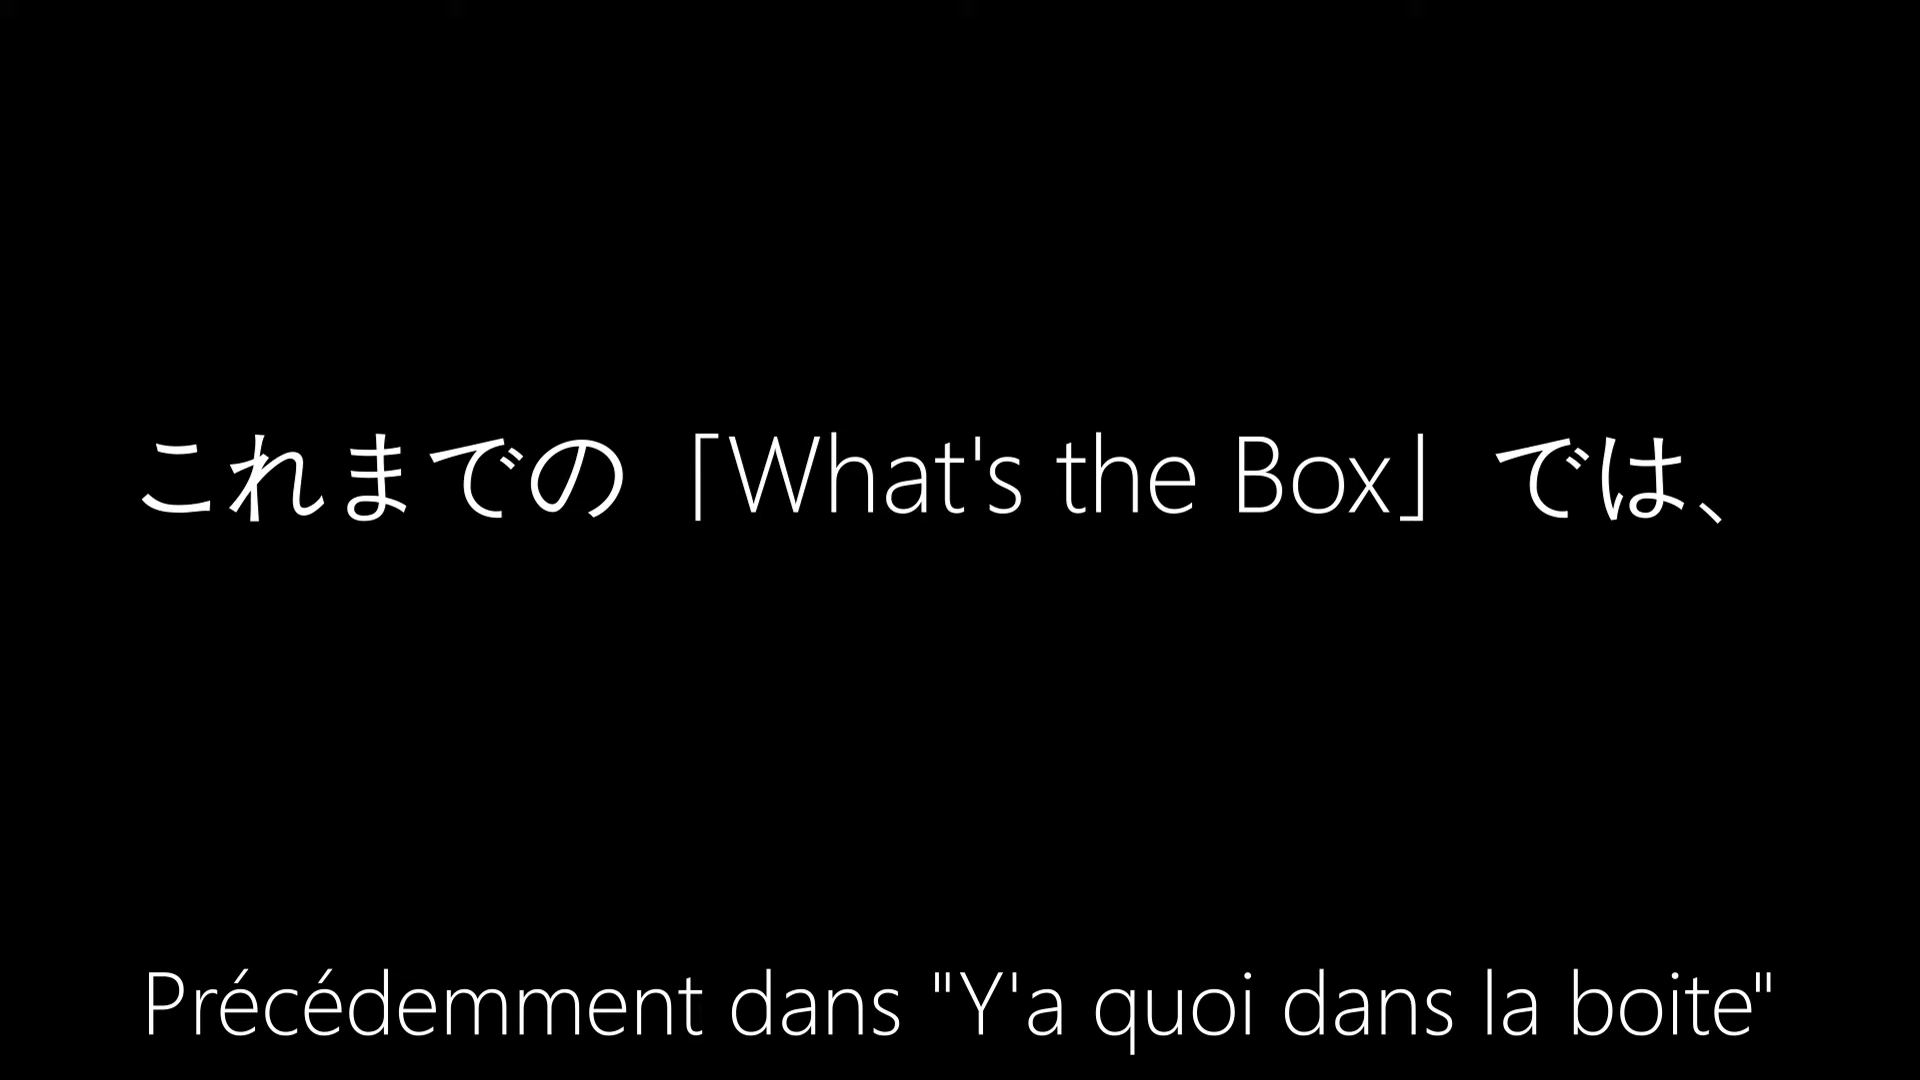 これまでの「What's the Box」では、
Précédemment dans "Y'a quoi dans la boite"